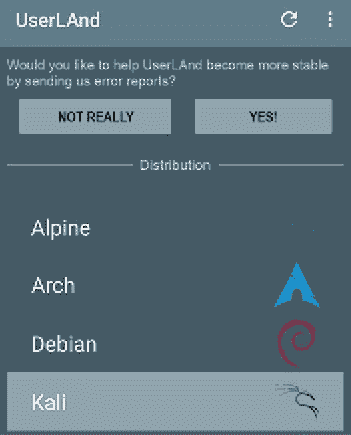 UserLAnd
Would you like to help UserLAnd become more stable
by sending us error reports?
NOT REALLY YES!
Distribution
Alpine
Arch
Debian
Kali